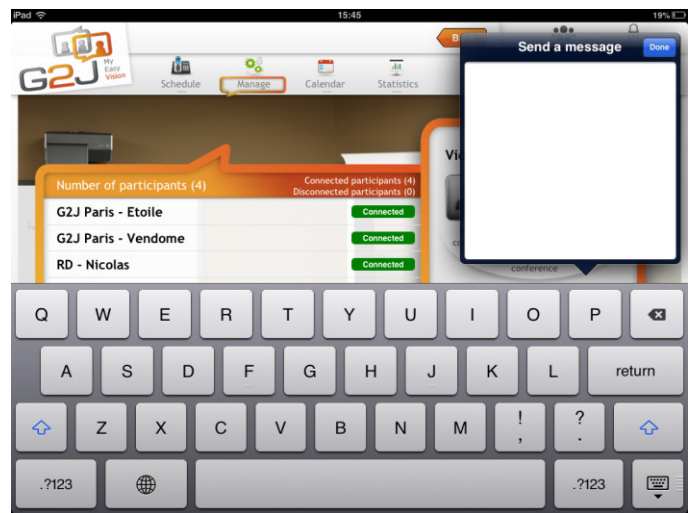 iPad 15:45 19%
G2J My Easy Vision
Schedule Manage Calendar Statistics
Send a message Done
Number of participants (4)
Connected participants (4)
Disconnected participants (0)
G2J Paris - Etoile Connected
G2J Paris - Vendome Connected
RD - Nicolas Connected
conference
Q W E R T Y U I O P
A S D F G H J K L return
Z X C V B N M ! , ? .
.?123 .?123